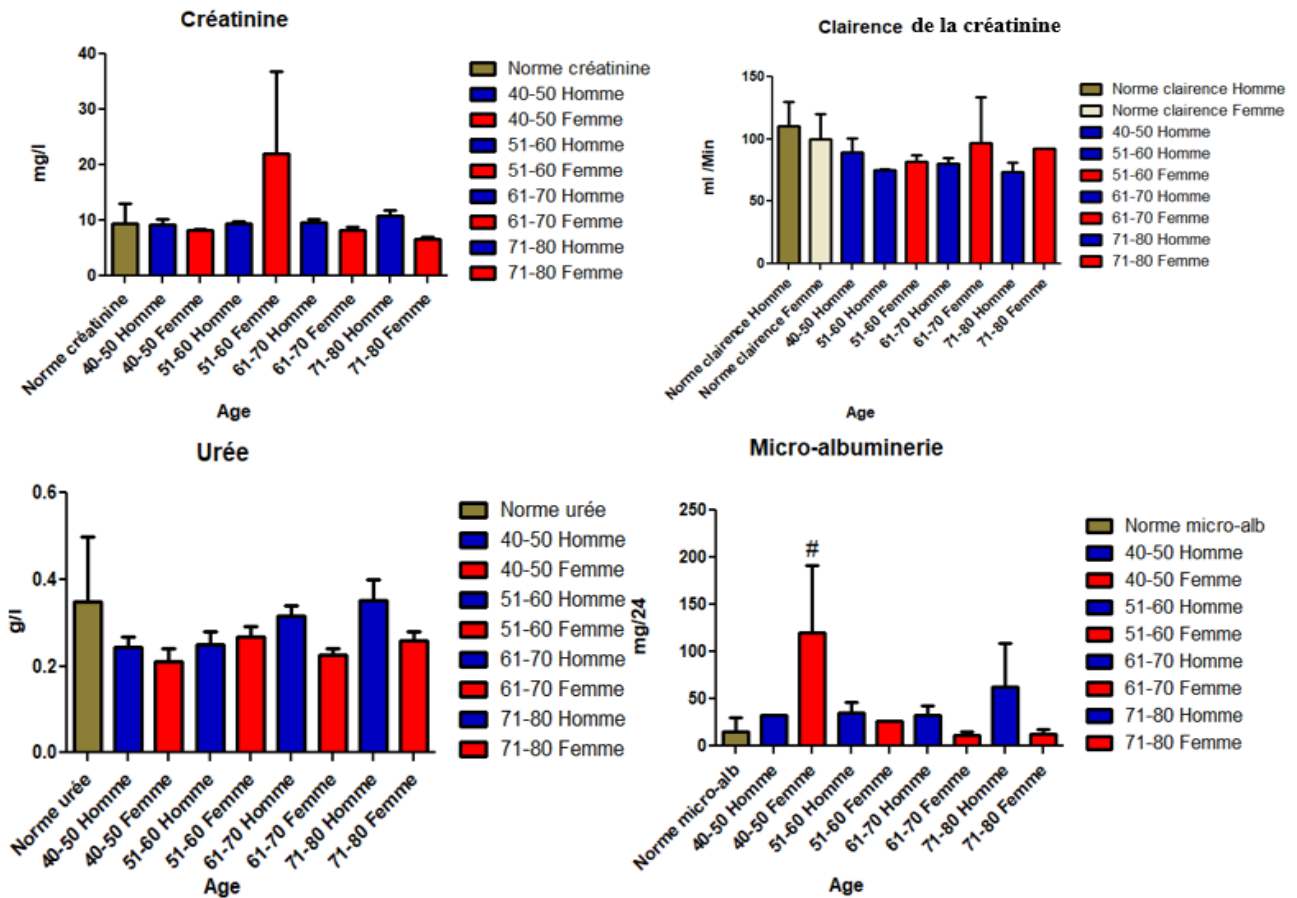 Créatinine
mg/l
40
30
20
10
0
Norme créatinine
40-50 Homme
40-50 Femme
51-60 Homme
51-60 Femme
61-70 Homme
61-70 Femme
71-80 Homme
71-80 Femme
Age
Norme créatinine
40-50 Homme
40-50 Femme
51-60 Homme
51-60 Femme
61-70 Homme
61-70 Femme
71-80 Homme
71-80 Femme
Clairence de la créatinine
ml /Min
150
100
50
0
Norme clairence Homme
Norme clairence Femme
40-50 Homme
51-60 Homme
51-60 Femme
61-70 Homme
61-70 Femme
71-80 Homme
71-80 Femme
Age
Norme clairence Homme
Norme clairence Femme
40-50 Homme
51-60 Homme
51-60 Femme
61-70 Homme
61-70 Femme
71-80 Homme
71-80 Femme
Urée
g/l
0.6
0.4
0.2
0.0
Norme urée
40-50 Homme
40-50 Femme
51-60 Homme
51-60 Femme
61-70 Homme
61-70 Femme
71-80 Homme
71-80 Femme
Age
Norme urée
40-50 Homme
40-50 Femme
51-60 Homme
51-60 Femme
61-70 Homme
61-70 Femme
71-80 Homme
71-80 Femme
Micro-albuminerie
mg/24
250
200
150
100
50
0
#
Norme micro-alb
40-50 Homme
40-50 Femme
51-60 Homme
51-60 Femme
61-70 Homme
61-70 Femme
71-80 Homme
71-80 Femme
Age
Norme micro-alb
40-50 Homme
40-50 Femme
51-60 Homme
51-60 Femme
61-70 Homme
61-70 Femme
71-80 Homme
71-80 Femme